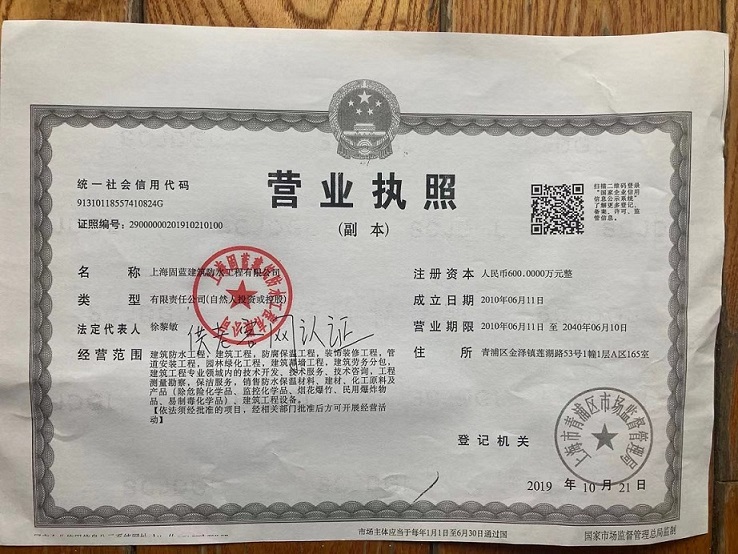 统一社会信用代码
91310118557410824G
证照编号：29000000201910210100
营业执照
（副 本）
扫描二维码登录
“国家企业信用
信息公示系统”
了解更多登记、
备案、许可、监
管信息。
名 称 上海固蓝建筑防水工程有限公司
类 型 有限责任公司(自然人投资或控股)
法定代表人 徐黎敏
经营范围 建筑防水工程，建筑工程，防腐保温工程，装饰装修工程，管
道安装工程，园林绿化工程，建筑幕墙工程，建筑劳务分包，
建筑工程专业领域内的技术开发、技术服务、技术咨询，工程
测量勘察，保洁服务，销售防水保温材料、建材、化工原料及
产品（除危险化学品、监控化学品、烟花爆竹、民用爆炸物
品、易制毒化学品）、建筑工程设备。
【依法须经批准的项目，经相关部门批准后方可开展经营活
动】
注册资本 人民币600.0000万元整
成立日期 2010年06月11日
营业期限 2010年06月11日 至 2040年06月10日
住 所 青浦区金泽镇莲湖路53号1幢1层A区165室
网认证
登记机关
上海市青浦区市场监督管理局
2019 年 10 月 21 日
市场主体应当于每年1月1日至6月30日通过国
国家市场监督管理总局监制